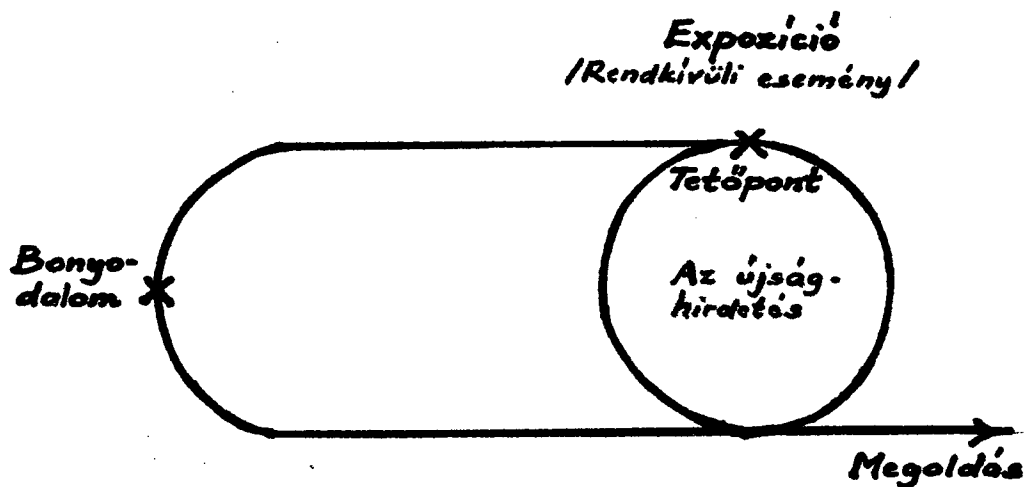 Expozíció
/Rendkívüli esemény/
Tetőpont
Bonyo-
dalom
Az újság-
hirdetés
Megoldás